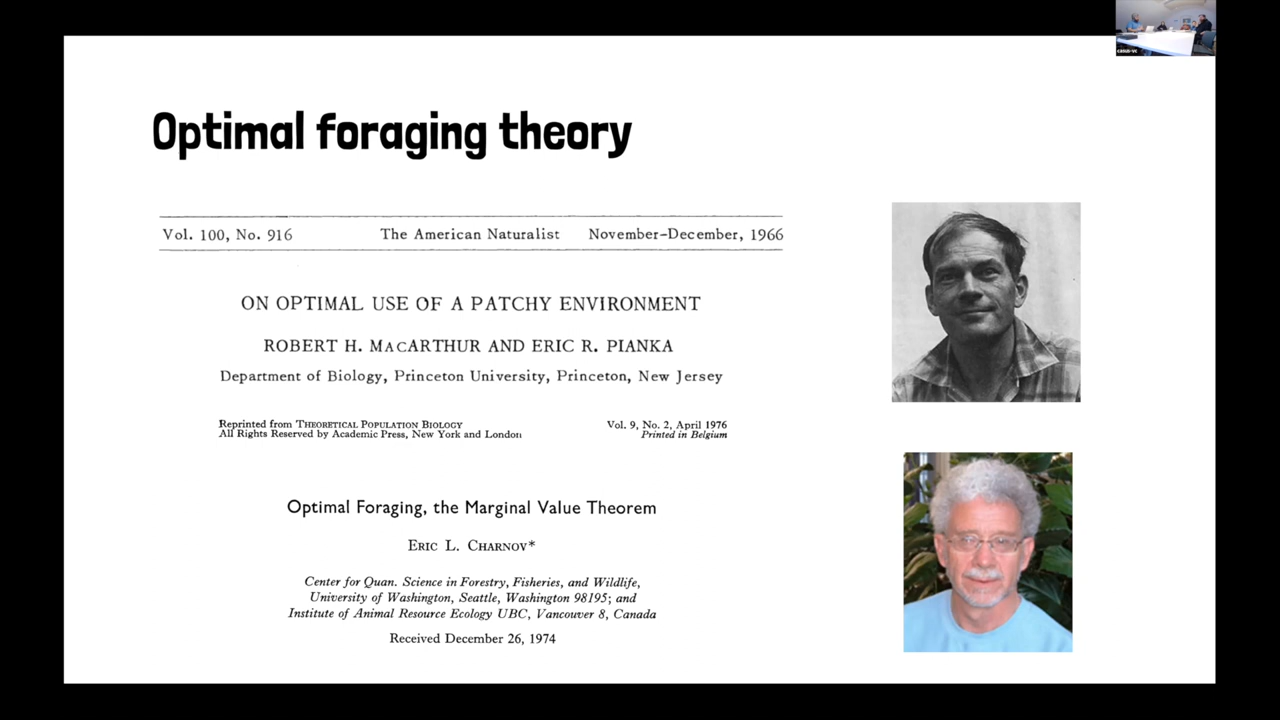 Optimal foraging theory
Vol. 100, No. 916 The American Naturalist November-December, 1966
ON OPTIMAL USE OF A PATCHY ENVIRONMENT
ROBERT H. MACARTHUR AND ERIC R. PIANKA
Department of Biology, Princeton University, Princeton, New Jersey
Reprinted from THEORETICAL POPULATION BIOLOGY Vol. 9, No. 2, April 1976
All Rights Reserved by Academic Press, New York and London Printed in Belgium
Optimal Foraging, the Marginal Value Theorem
ERIC L. CHARNOV*
Center for Quan. Science in Forestry, Fisheries, and Wildlife,
University of Washington, Seattle, Washington 98195; and
Institute of Animal Resource Ecology UBC, Vancouver 8, Canada
Received December 26, 1974